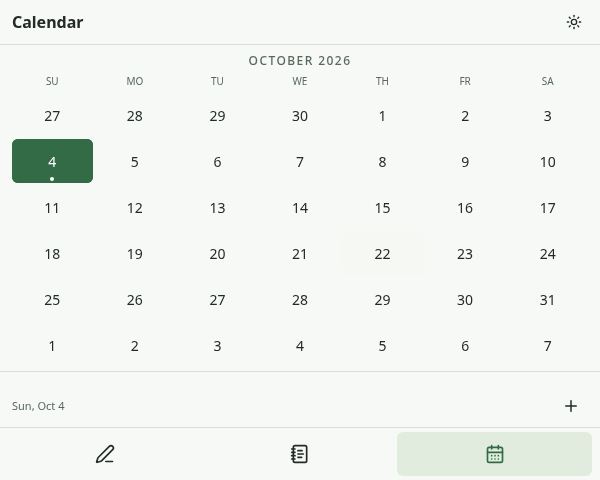 Calendar
OCTOBER 2026
SU MO TU WE TH FR SA
27 28 29 30 1 2 3
4 5 6 7 8 9 10
11 12 13 14 15 16 17
18 19 20 21 22 23 24
25 26 27 28 29 30 31
1 2 3 4 5 6 7
Sun, Oct 4